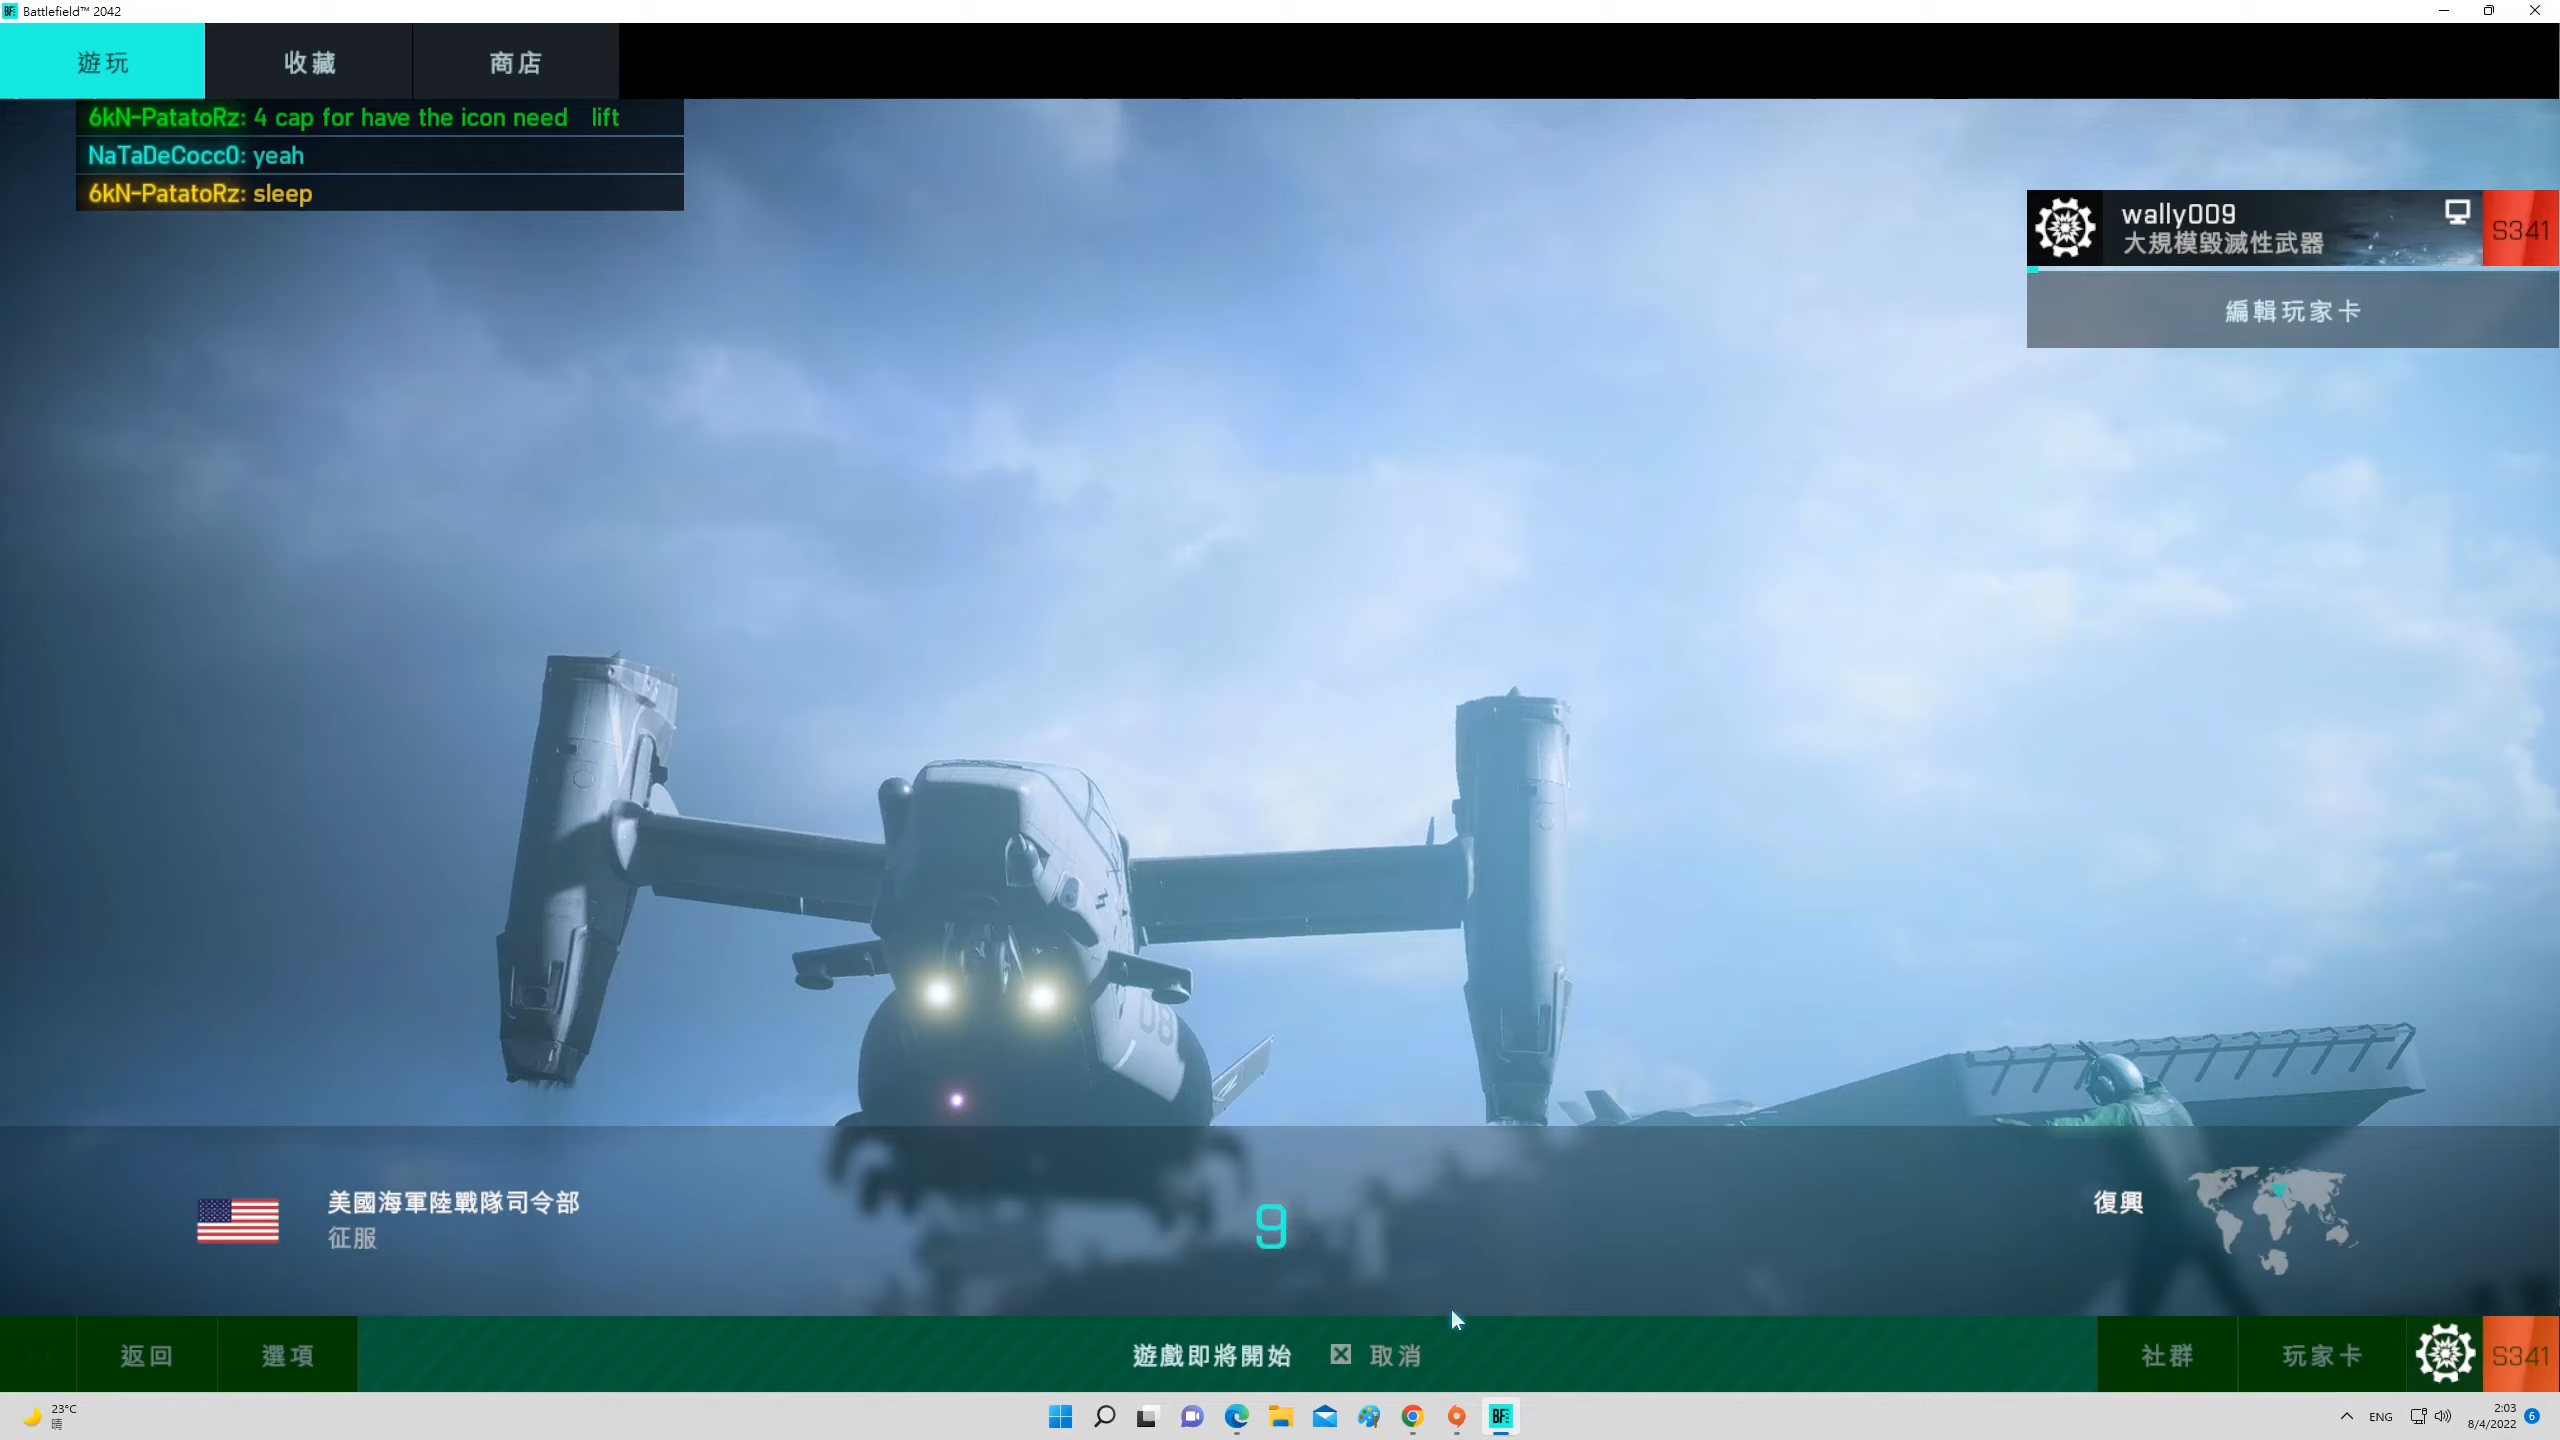 Battlefield™ 2042
遊玩
收藏
商店
6kN-PatatoRz: 4 cap for have the icon need lift
NaTaDeCocc0: yeah
6kN-PatatoRz: sleep
wally009
大規模毀滅性武器
S341
編輯玩家卡
08
美國海軍陸戰隊司令部
征服
9
復興
返回
選項
遊戲即將開始
取消
社群
玩家卡
S341
23°C
晴
BF
ENG
2:03
8/4/2022
6